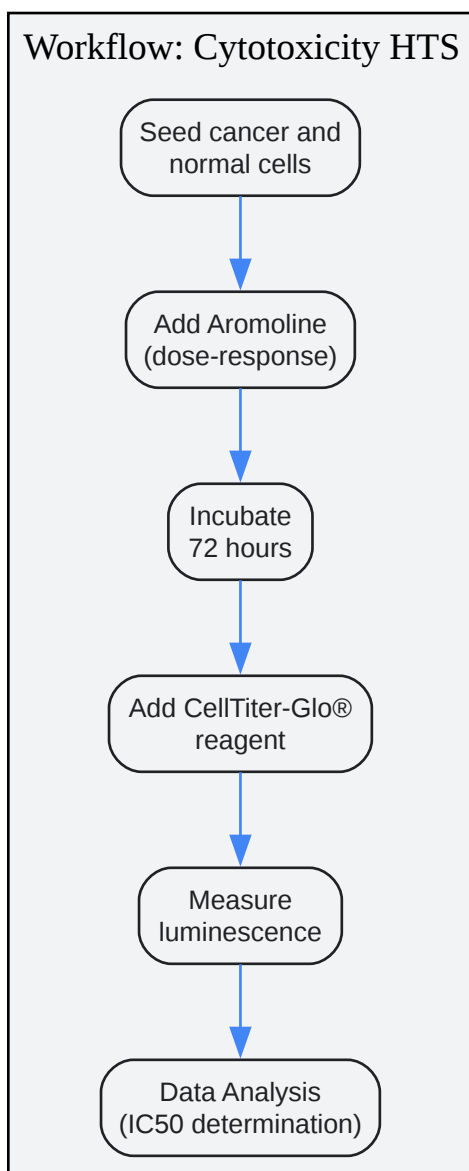 Workflow: Cytotoxicity HTS
Seed cancer and
normal cells
Add Aromoline
(dose-response)
Incubate
72 hours
Add CellTiter-Glo®
reagent
Measure
luminescence
Data Analysis
(IC50 determination)